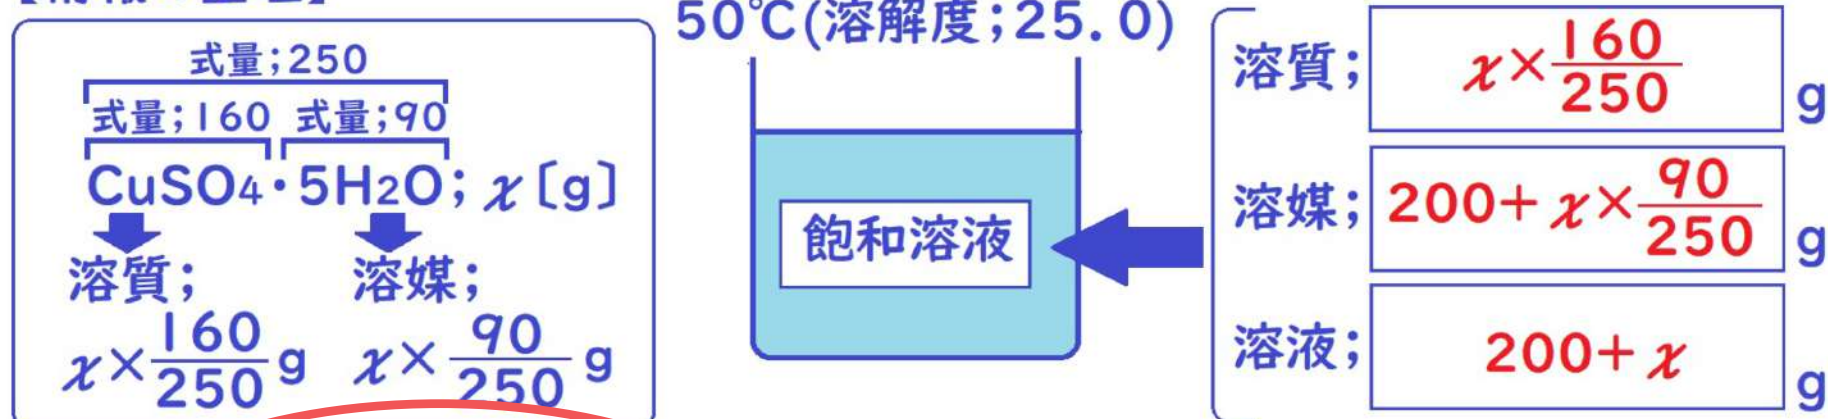 50℃(溶解度;25.0)
式量;250
式量;160 式量;90
CuSO4・5H2O; x〔g〕
溶質;
x×160/250 g
溶媒;
x×90/250 g
飽和溶液
溶質; x×160/250 g
溶媒; 200+x×90/250 g
溶液; 200+x g